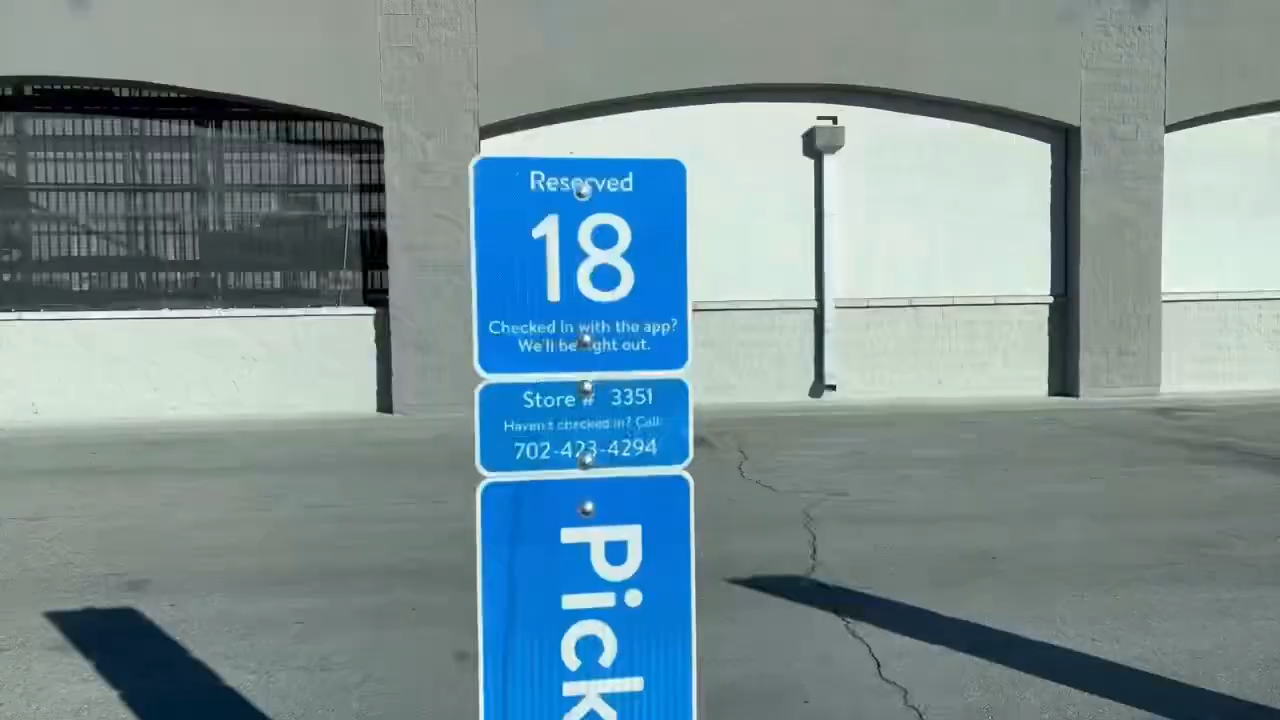 Reserved
18
Checked in with the app?
We'll be right out.
Store # 3351
Haven't checked in? Call:
702-423-4294
Pick